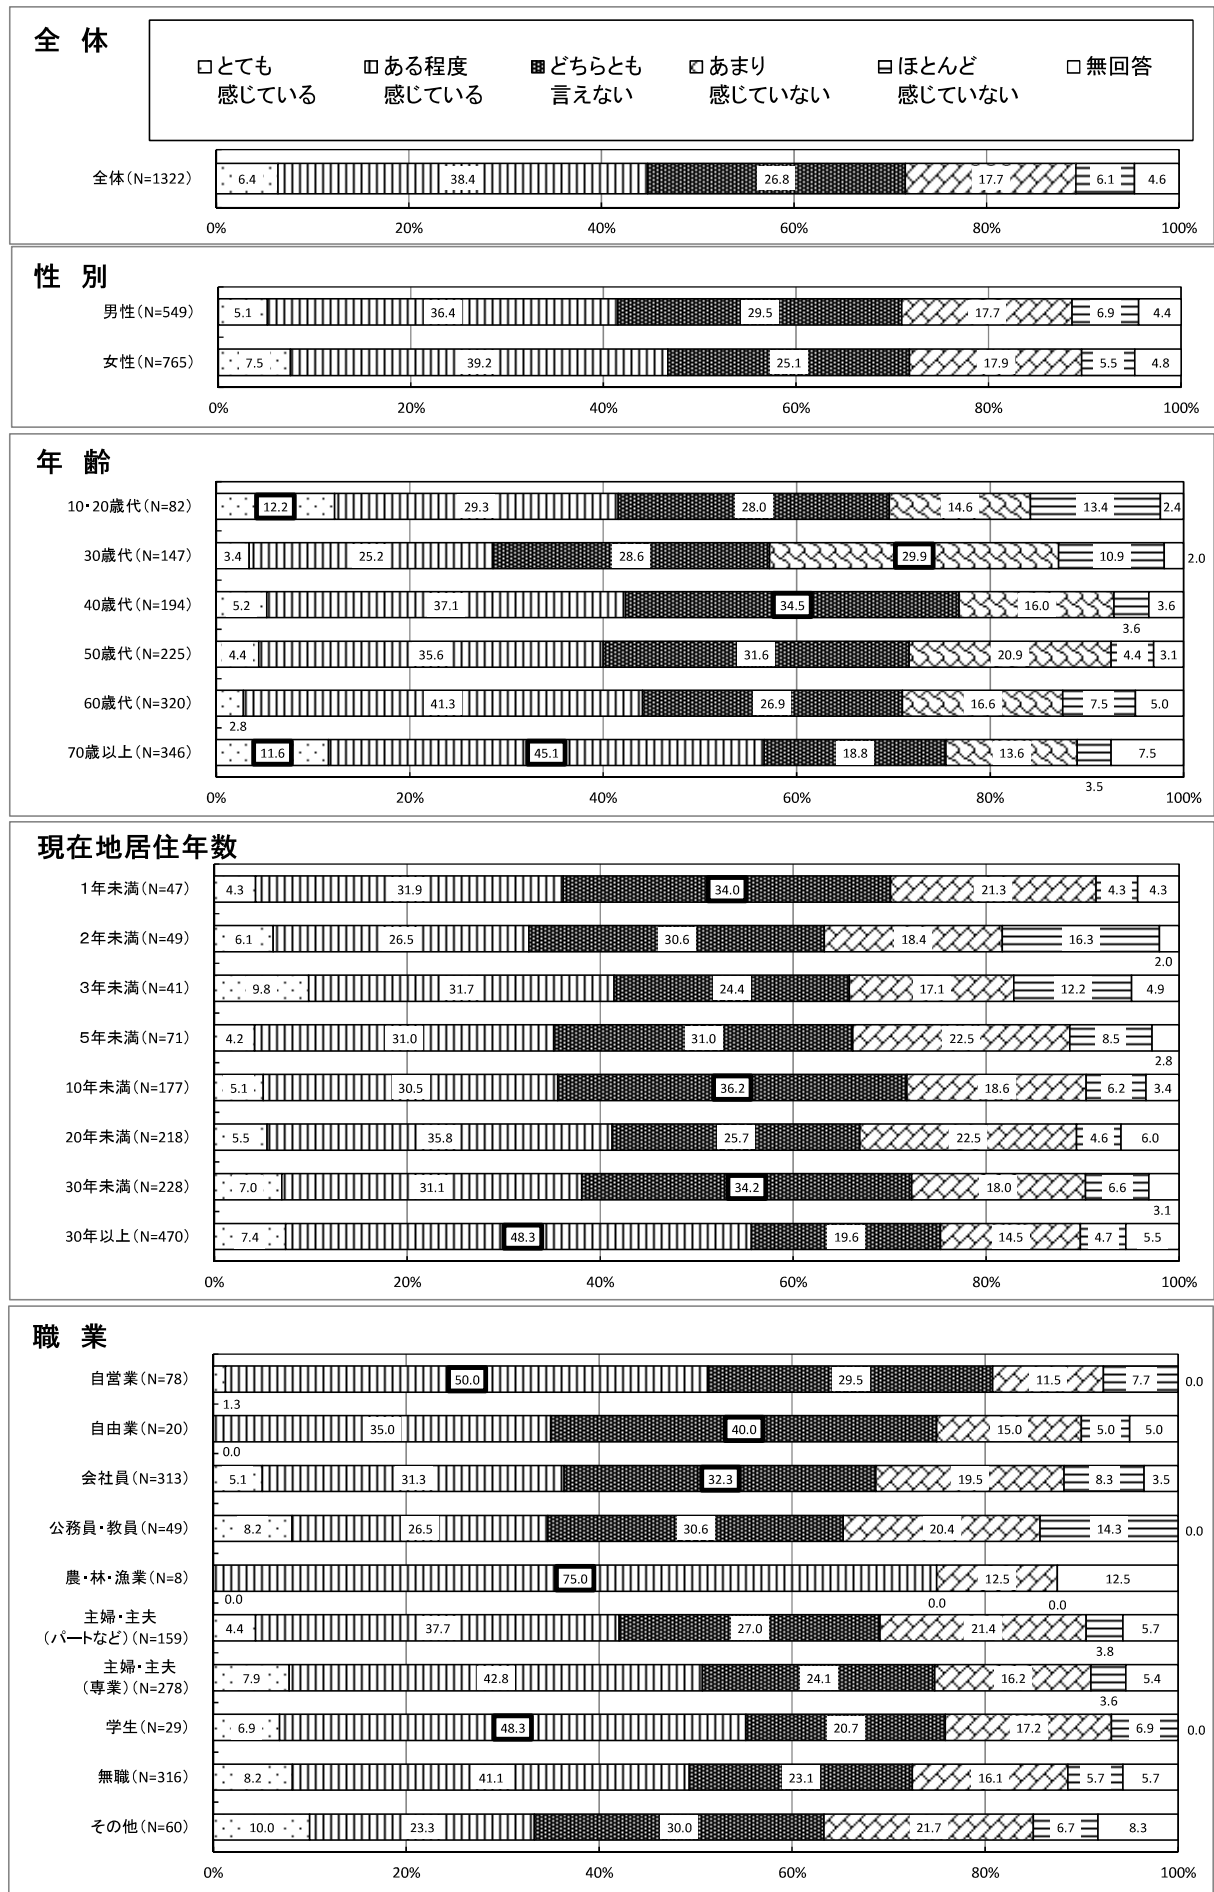 全 体
とても
感じている
ある程度
感じている
どちらとも
言えない
あまり
感じていない
ほとんど
感じていない
無回答
全体(N=1322) 6.4 38.4 26.8 17.7 6.1 4.6
0% 20% 40% 60% 80% 100%
性 別
男性(N=549) 5.1 36.4 29.5 17.7 6.9 4.4
女性(N=765) 7.5 39.2 25.1 17.9 5.5 4.8
0% 20% 40% 60% 80% 100%
年 齢
10・20歳代(N=82) 12.2 29.3 28.0 14.6 13.4 2.4
30歳代(N=147) 3.4 25.2 28.6 29.9 10.9 2.0
40歳代(N=194) 5.2 37.1 34.5 16.0 3.6 3.6
50歳代(N=225) 4.4 35.6 31.6 20.9 4.4 3.1
60歳代(N=320) 2.8 41.3 26.9 16.6 7.5 5.0
70歳以上(N=346) 11.6 45.1 18.8 13.6 3.5 7.5
0% 20% 40% 60% 80% 100%
現在地居住年数
1年未満(N=47) 4.3 31.9 34.0 21.3 4.3 4.3
2年未満(N=49) 6.1 26.5 30.6 18.4 16.3 2.0
3年未満(N=41) 9.8 31.7 24.4 17.1 12.2 4.9
5年未満(N=71) 4.2 31.0 31.0 22.5 8.5 2.8
10年未満(N=177) 5.1 30.5 36.2 18.6 6.2 3.4
20年未満(N=218) 5.5 35.8 25.7 22.5 4.6 6.0
30年未満(N=228) 7.0 31.1 34.2 18.0 6.6 3.1
30年以上(N=470) 7.4 48.3 19.6 14.5 4.7 5.5
0% 20% 40% 60% 80% 100%
職 業
自営業(N=78) 1.3 50.0 29.5 11.5 7.7 0.0
自由業(N=20) 0.0 35.0 40.0 15.0 5.0 5.0
会社員(N=313) 5.1 31.3 32.3 19.5 8.3 3.5
公務員・教員(N=49) 8.2 26.5 30.6 20.4 14.3 0.0
農・林・漁業(N=8) 0.0 75.0 0.0 12.5 0.0 12.5
主婦・主夫
(パートなど)(N=159) 4.4 37.7 27.0 21.4 3.8 5.7
主婦・主夫
(専業)(N=278) 7.9 42.8 24.1 16.2 3.6 5.4
学生(N=29) 6.9 48.3 20.7 17.2 6.9 0.0
無職(N=316) 8.2 41.1 23.1 16.1 5.7 5.7
その他(N=60) 10.0 23.3 30.0 21.7 6.7 8.3
0% 20% 40% 60% 80% 100%